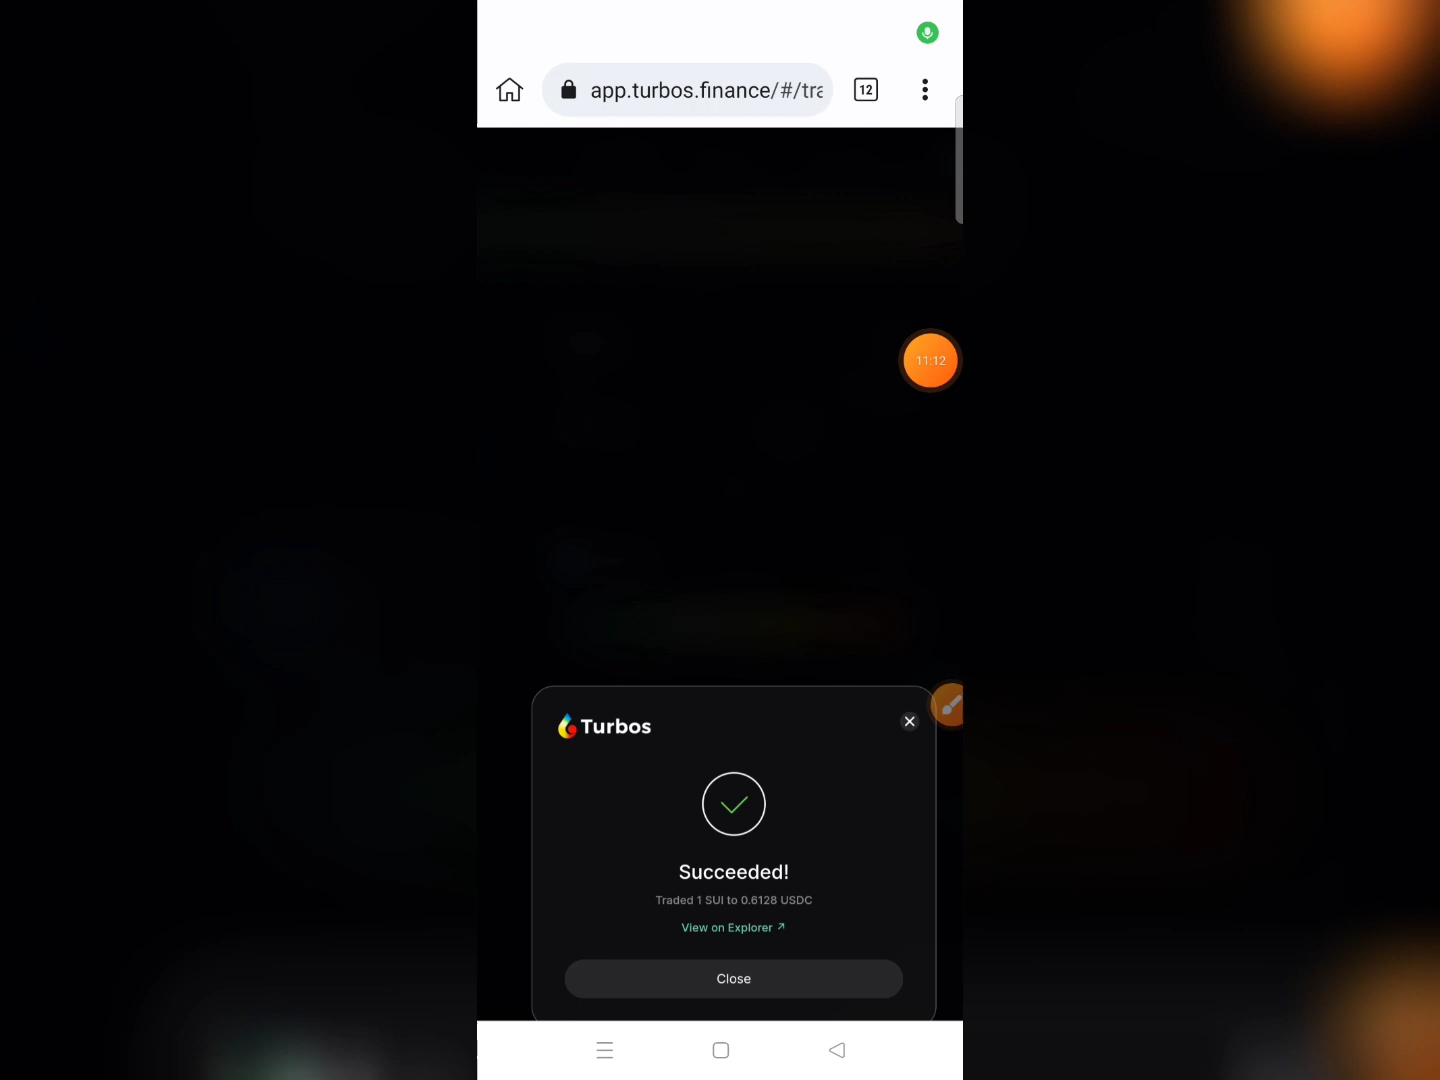 app.turbos.finance/#/tra
12
11:12
Turbos
Succeeded!
Traded 1 SUI to 0.6128 USDC
View on Explorer ↗
Close